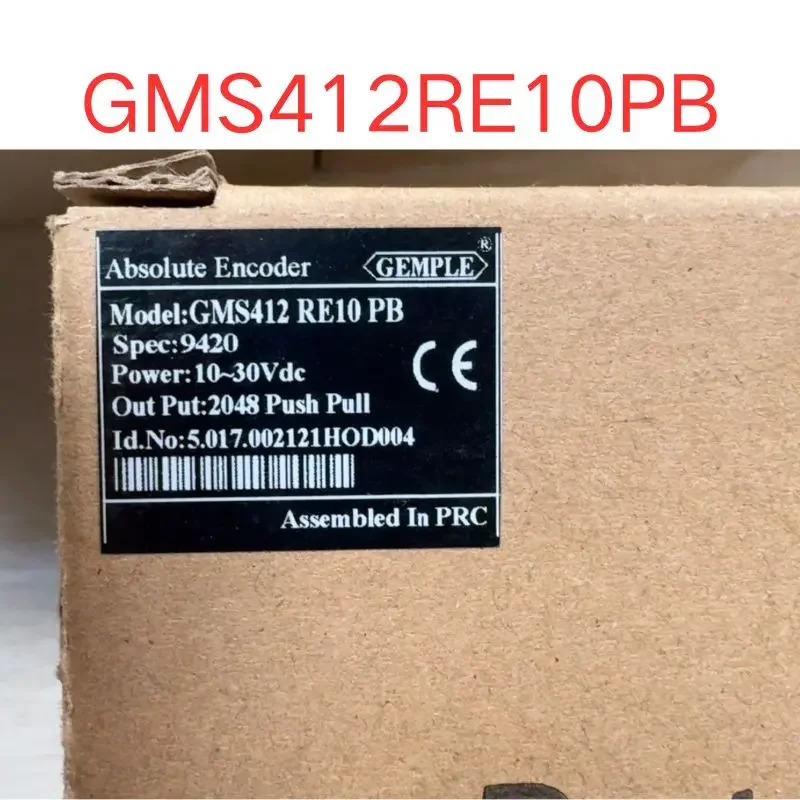 GMS412RE10PB
Absolute Encoder GEMPLE®
Model:GMS412 RE10 PB
Spec:9420
Power:10~30Vdc
Out Put:2048 Push Pull
Id.No:5.017.002121HOD004
CE
Assembled In PRC